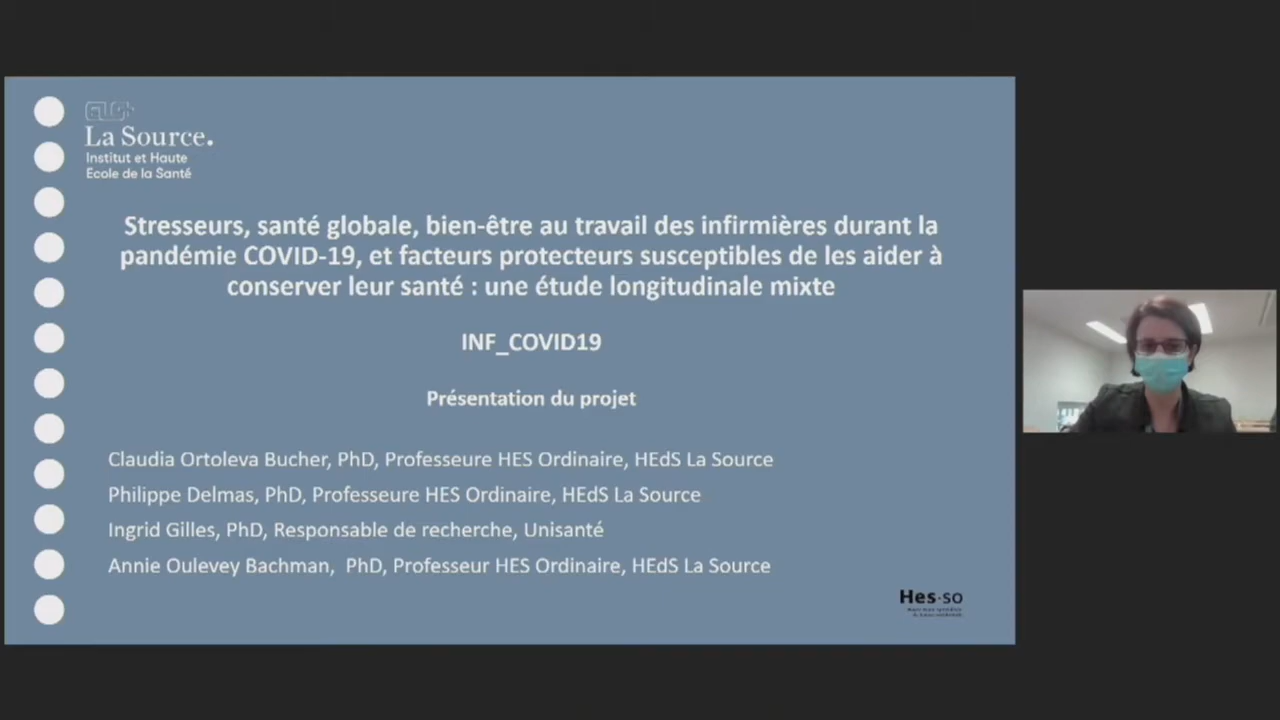 La Source.
Institut et Haute
Ecole de la Santé
Stresseurs, santé globale, bien-être au travail des infirmières durant la
pandémie COVID-19, et facteurs protecteurs susceptibles de les aider à
conserver leur santé : une étude longitudinale mixte
INF_COVID19
Présentation du projet
Claudia Ortoleva Bucher, PhD, Professeure HES Ordinaire, HEdS La Source
Philippe Delmas, PhD, Professeure HES Ordinaire, HEdS La Source
Ingrid Gilles, PhD, Responsable de recherche, Unisanté
Annie Oulevey Bachman, PhD, Professeur HES Ordinaire, HEdS La Source
Hes·so